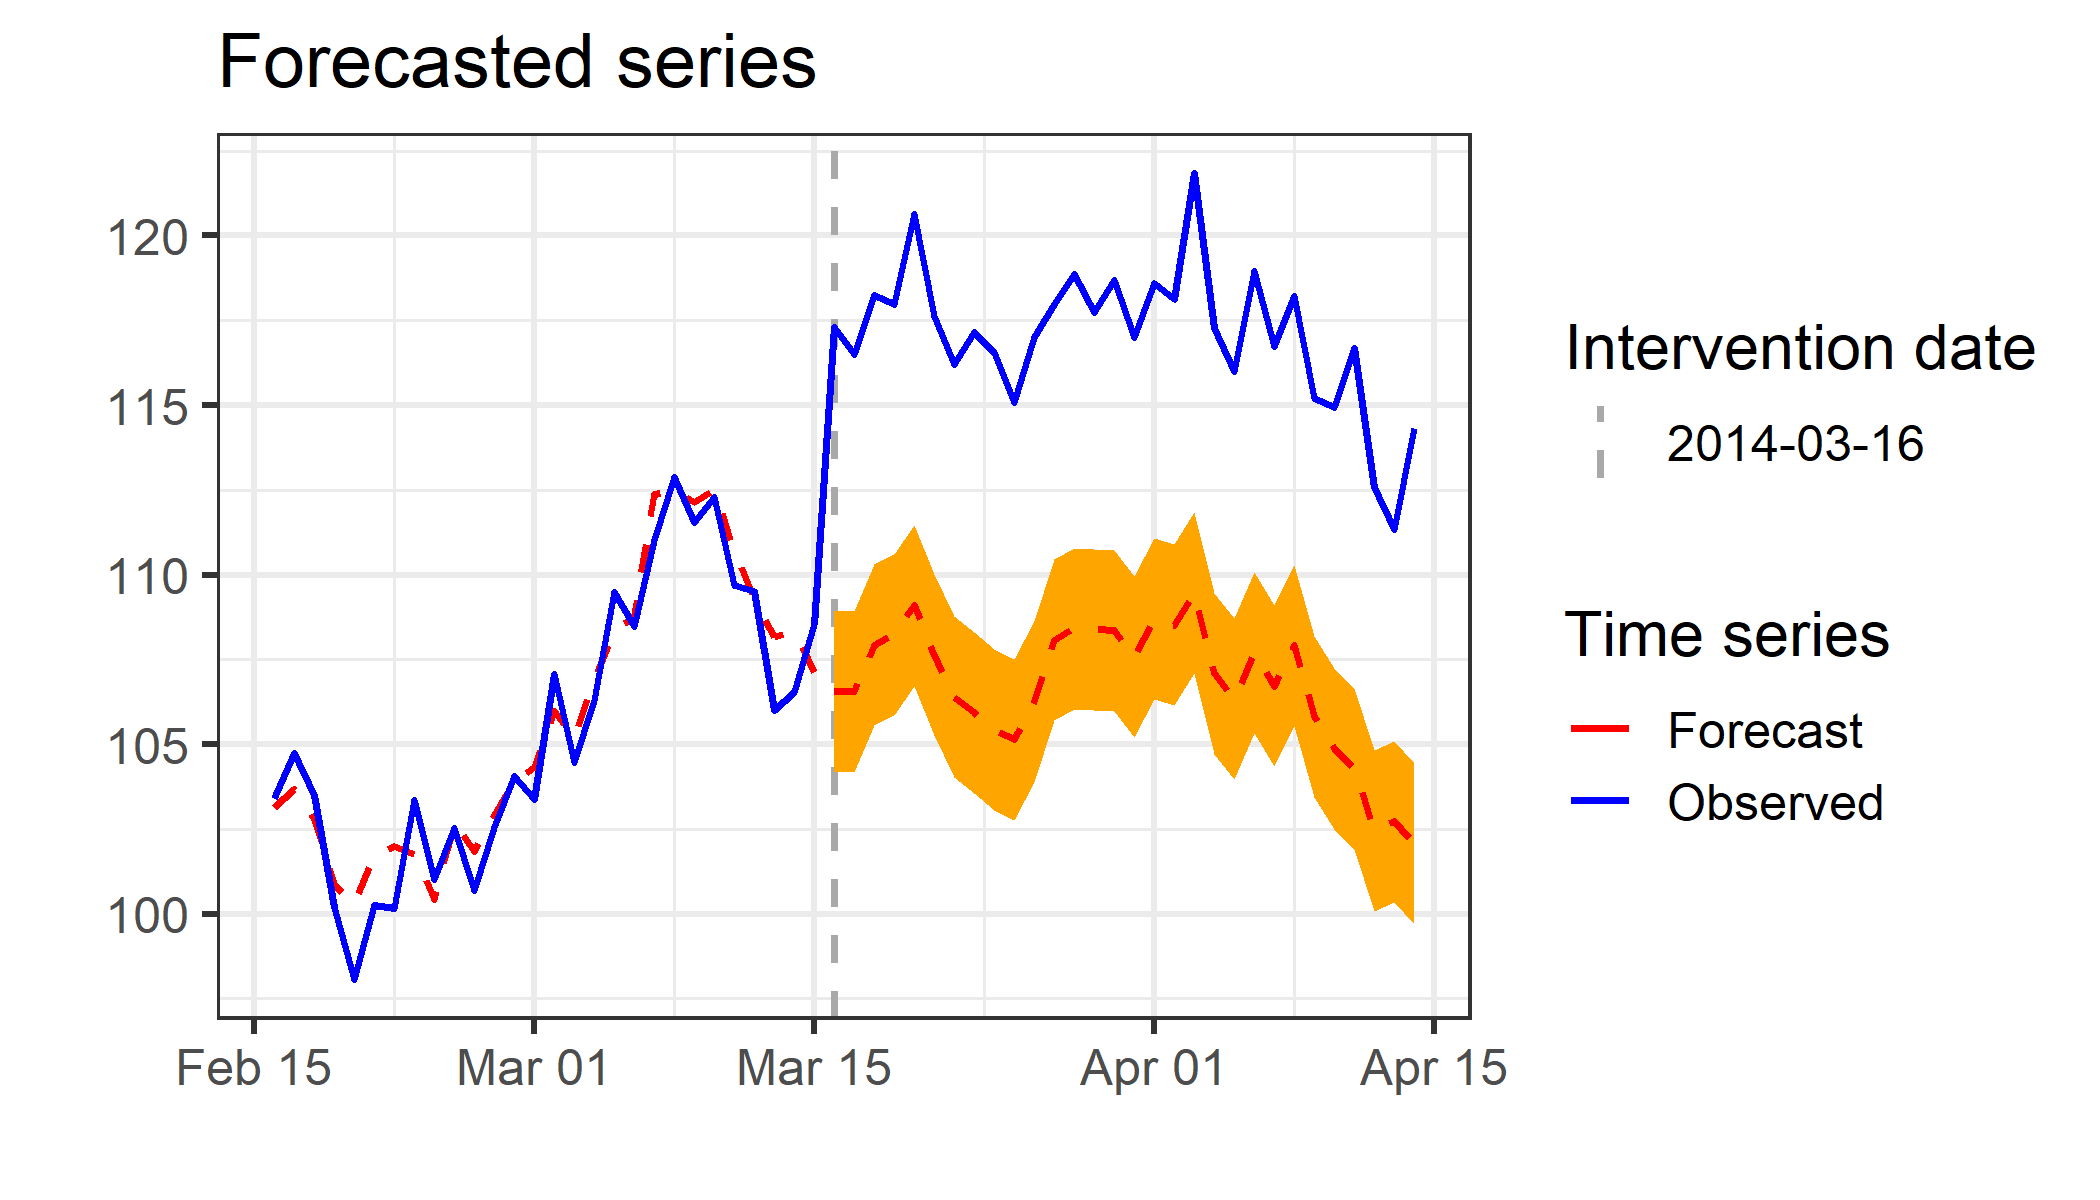 Forecasted series
120
115
110
105
100
Feb 15
Mar 01
Mar 15
Apr 01
Apr 15
Intervention date
2014-03-16
Time series
Forecast
Observed